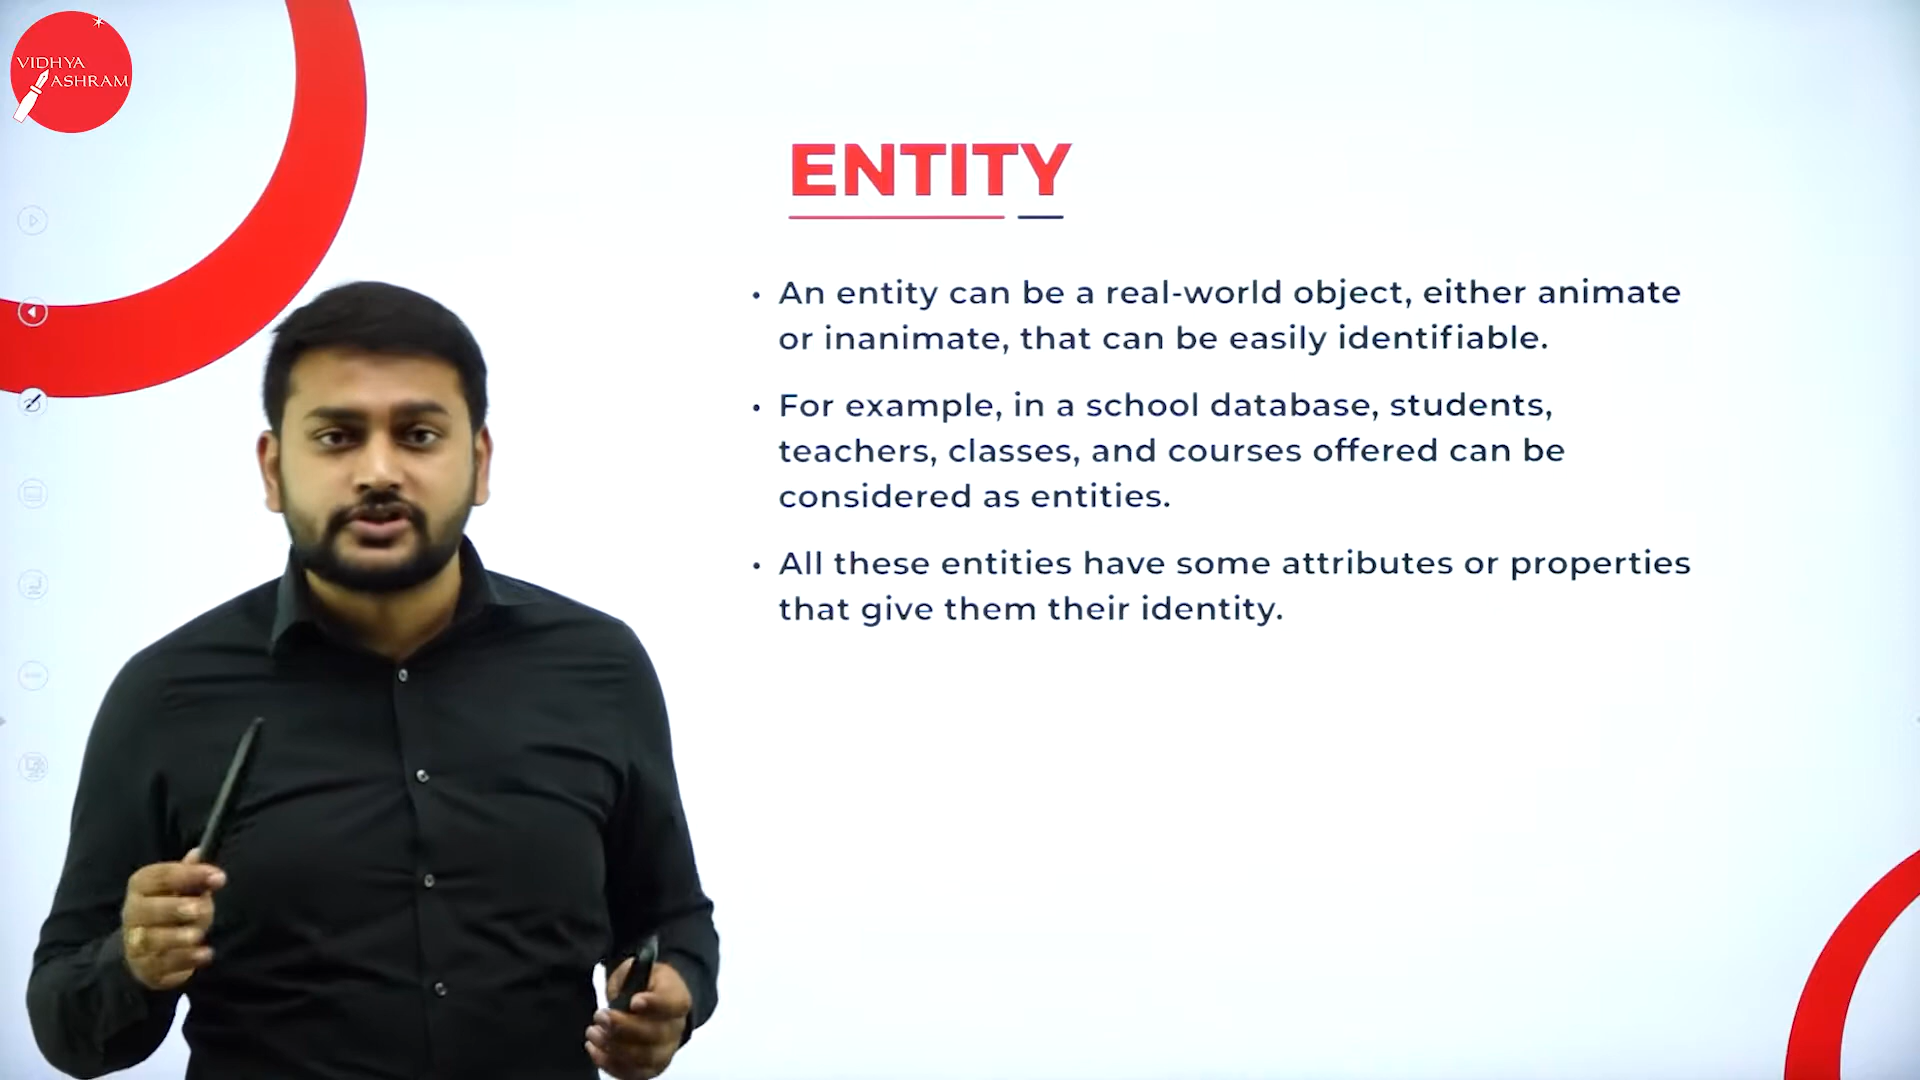 VIDHYA
ASHRAM
ENTITY
• An entity can be a real-world object, either animate
or inanimate, that can be easily identifiable.
• For example, in a school database, students,
teachers, classes, and courses offered can be
considered as entities.
• All these entities have some attributes or properties
that give them their identity.